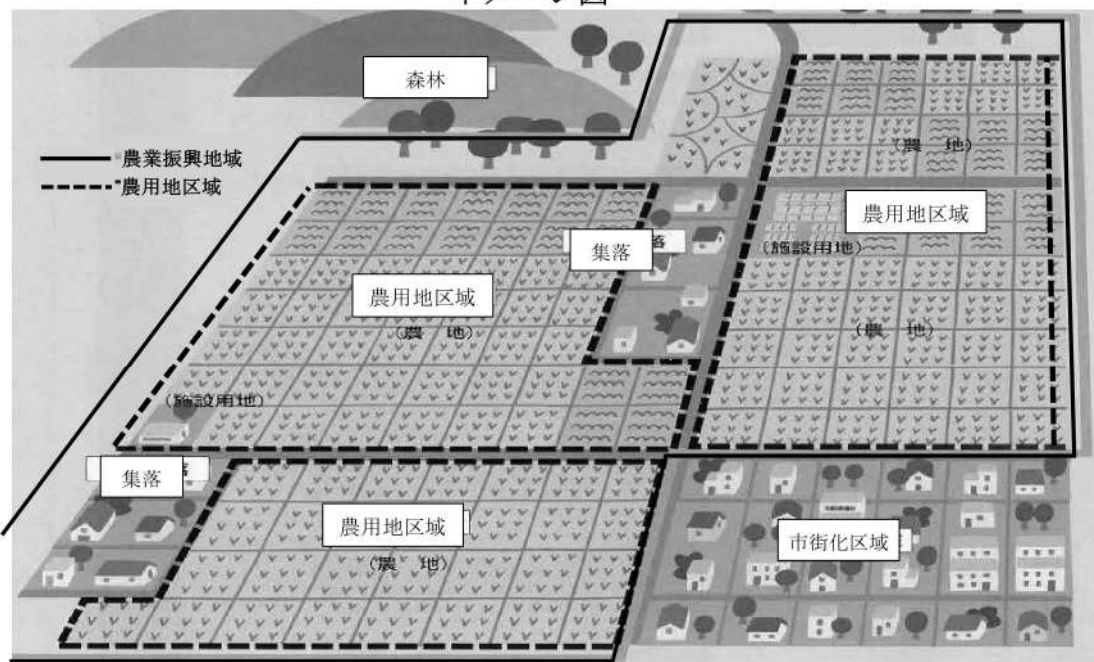 森林
農業振興地域
農用地区域
(農　地)
農用地区域
集落
(施設用地)
農用地区域
(農　地)
(農　地)
(施設用地)
集落
農用地区域
(農　地)
市街化区域